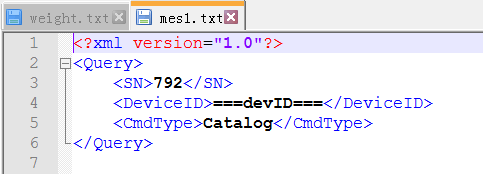 weight.txt mes1.txt
1 <?xml version="1.0"?>
2 <Query>
3 <SN>792</SN>
4 <DeviceID>===devID===</DeviceID>
5 <CmdType>Catalog</CmdType>
6 </Query>
7